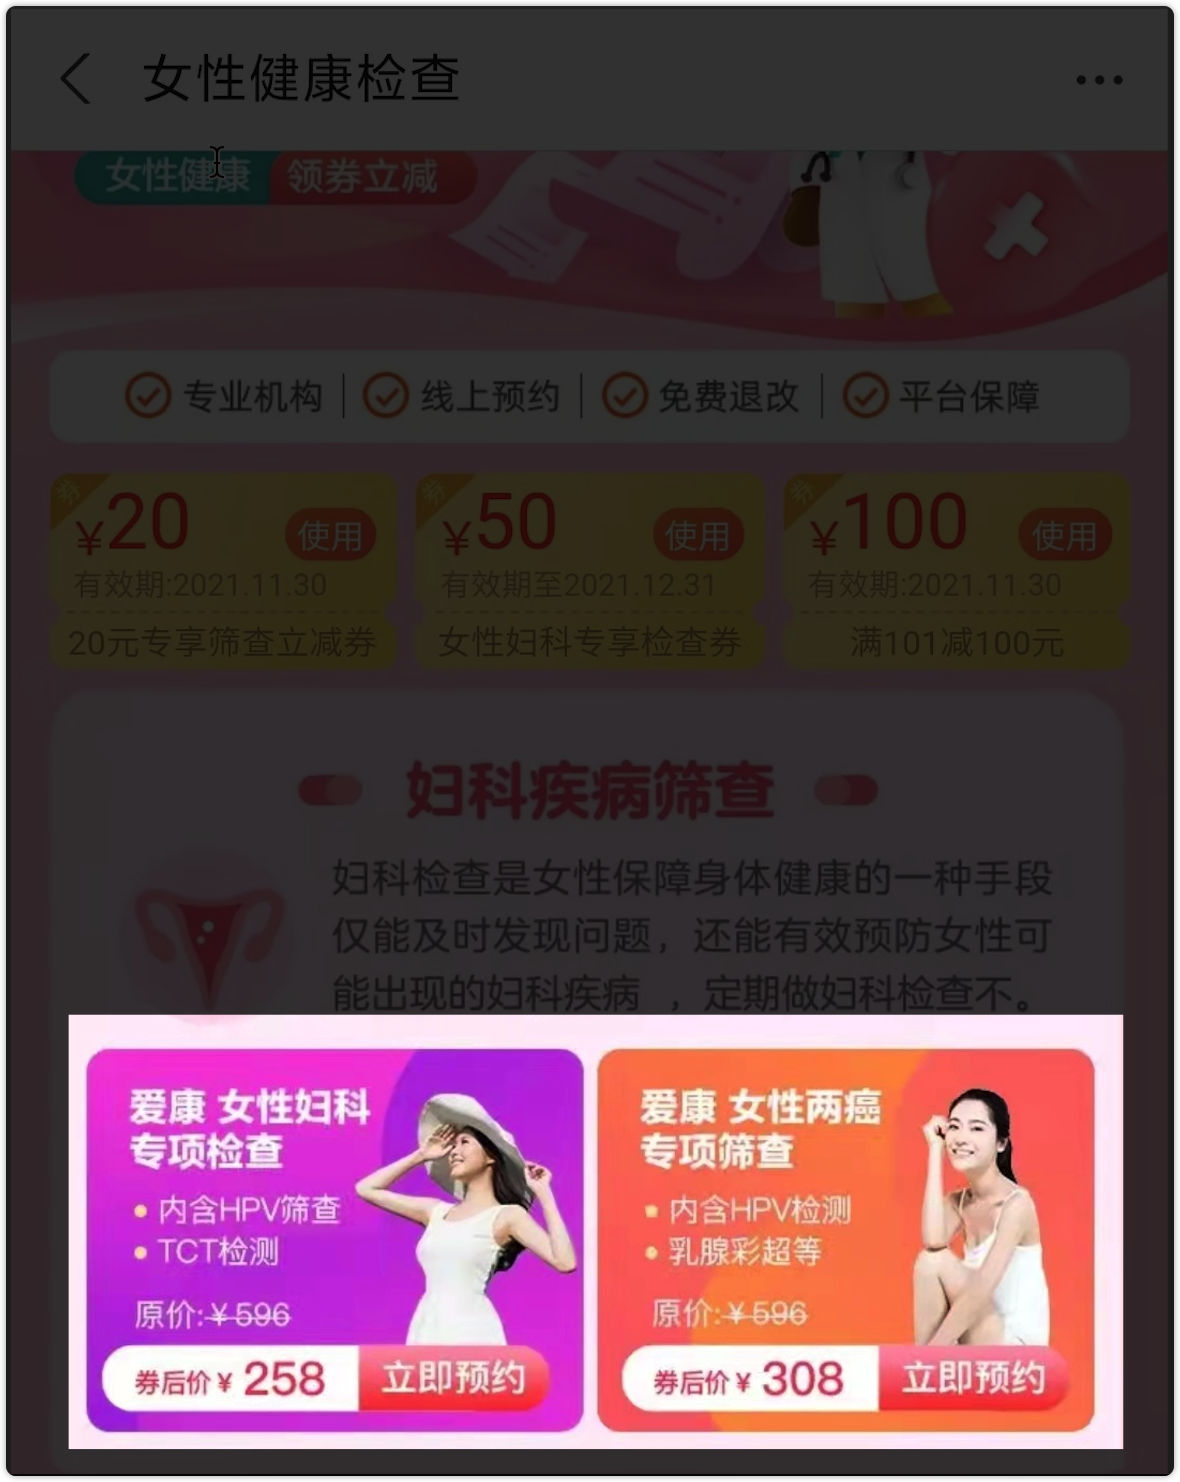 女性健康检查
女性健康 领券立减
专业机构 线上预约 免费退改 平台保障
券 券 券
¥20 使用 ¥50 使用 ¥100 使用
有效期:2021.11.30 有效期至2021.12.31 有效期:2021.11.30
20元专享筛查立减券 女性妇科专享检查券 满101减100元
妇科疾病筛查
妇科检查是女性保障身体健康的一种手段
仅能及时发现问题，还能有效预防女性可
能出现的妇科疾病 ，定期做妇科检查不。
爱康 女性妇科
专项检查
内含HPV筛查
TCT检测
原价:¥596
券后价¥ 258 立即预约
爱康 女性两癌
专项筛查
内含HPV检测
乳腺彩超等
原价:¥596
券后价¥ 308 立即预约